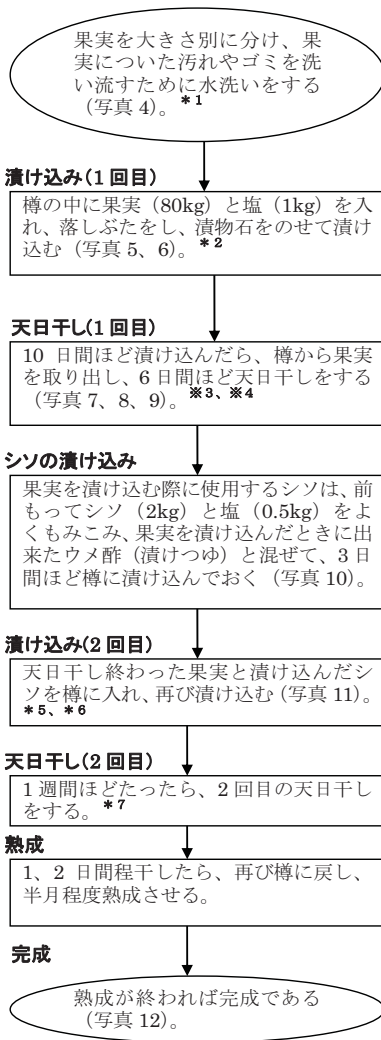 果実を大きさ別に分け、果
実についた汚れやゴミを洗
い流すために水洗いをする
(写真 4)。*1
漬け込み(1 回目)
樽の中に果実(80kg)と塩(1kg)を入
れ、落しぶたをし、漬物石をのせて漬け
込む(写真 5、6)。*2
天日干し(1 回目)
10 日間ほど漬け込んだら、樽から果実
を取り出し、6 日間ほど天日干しをする
(写真 7、8、9)。※3、※4
シソの漬け込み
果実を漬け込む際に使用するシソは、前
もってシソ(2kg)と塩(0.5kg)をよ
くもみこみ、果実を漬け込んだときに出
来たウメ酢(漬けつゆ)と混ぜて、3 日
間ほど樽に漬け込んでおく(写真 10)。
漬け込み(2 回目)
天日干し終わった果実と漬け込んだシ
ソを樽に入れ、再び漬け込む(写真 11)。
*5、*6
天日干し(2 回目)
1 週間ほどたったら、2 回目の天日干し
をする。*7
熟成
1、2 日間程干したら、再び樽に戻し、
半月程度熟成させる。
完成
熟成が終われば完成である
(写真 12)。